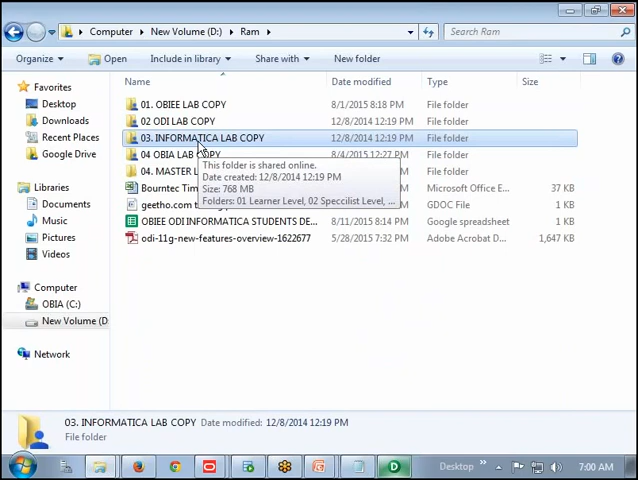 Computer ▸ New Volume (D:) ▸ Ram ▸
Search Ram
Organize
Open
Include in library
Share with
New folder
Name
Date modified
Type
Size
Favorites
Desktop
Downloads
Recent Places
Google Drive
Libraries
Documents
Music
Pictures
Videos
Computer
OBIA (C:)
New Volume (D:
Network
01. OBIEE LAB COPY 8/1/2015 8:18 PM File folder
02 ODI LAB COPY 12/8/2014 12:19 PM File folder
03. INFORMATICA LAB COPY 12/8/2014 12:19 PM File folder
04 OBIA LAB COPY 8/4/2015 12:27 PM File folder
04. MASTER L File folder
Bourntec Tim Microsoft Office E... 1 KB
geetho.com GDOC File 1 KB
OBIEE ODI INFORMATICA STUDENTS DE... 8/11/2015 8:14 PM Google spreadsheet 1 KB
odi-11g-new-features-overview-1622677 5/28/2015 7:32 PM Adobe Acrobat D... 1,647 KB
This folder is shared online.
Date created: 12/8/2014 12:19 PM
Size: 768 MB
Folders: 01 Learner Level, 02 Speccilist Level, ...
03. INFORMATICA LAB COPY Date modified: 12/8/2014 12:19 PM
File folder
Desktop
7:00 AM